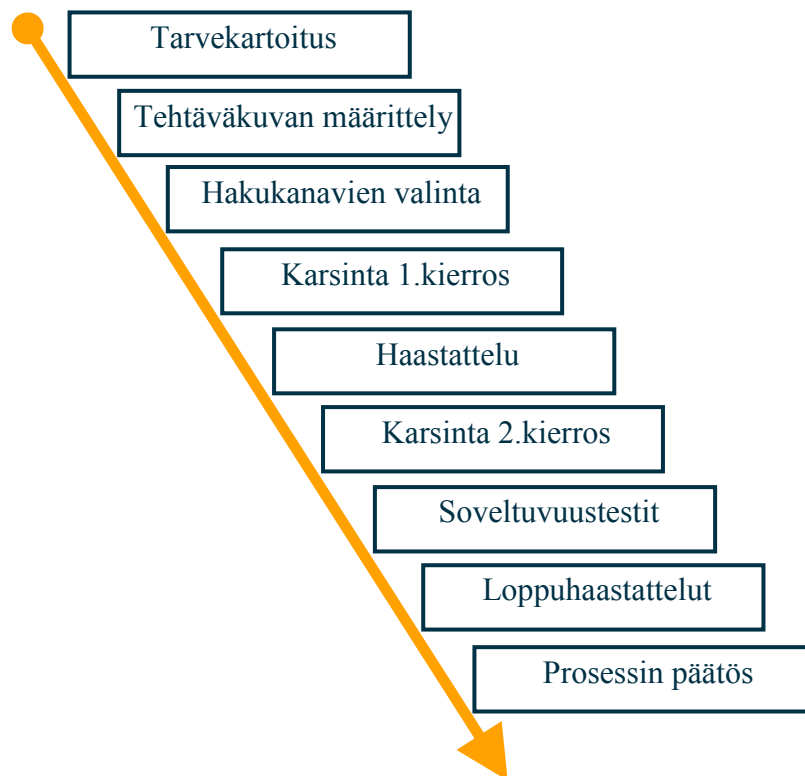 Tarvekartoitus
Tehtäväkuvan määrittely
Hakukanavien valinta
Karsinta 1.kierros
Haastattelu
Karsinta 2.kierros
Soveltuvuustestit
Loppuhaastattelut
Prosessin päätös